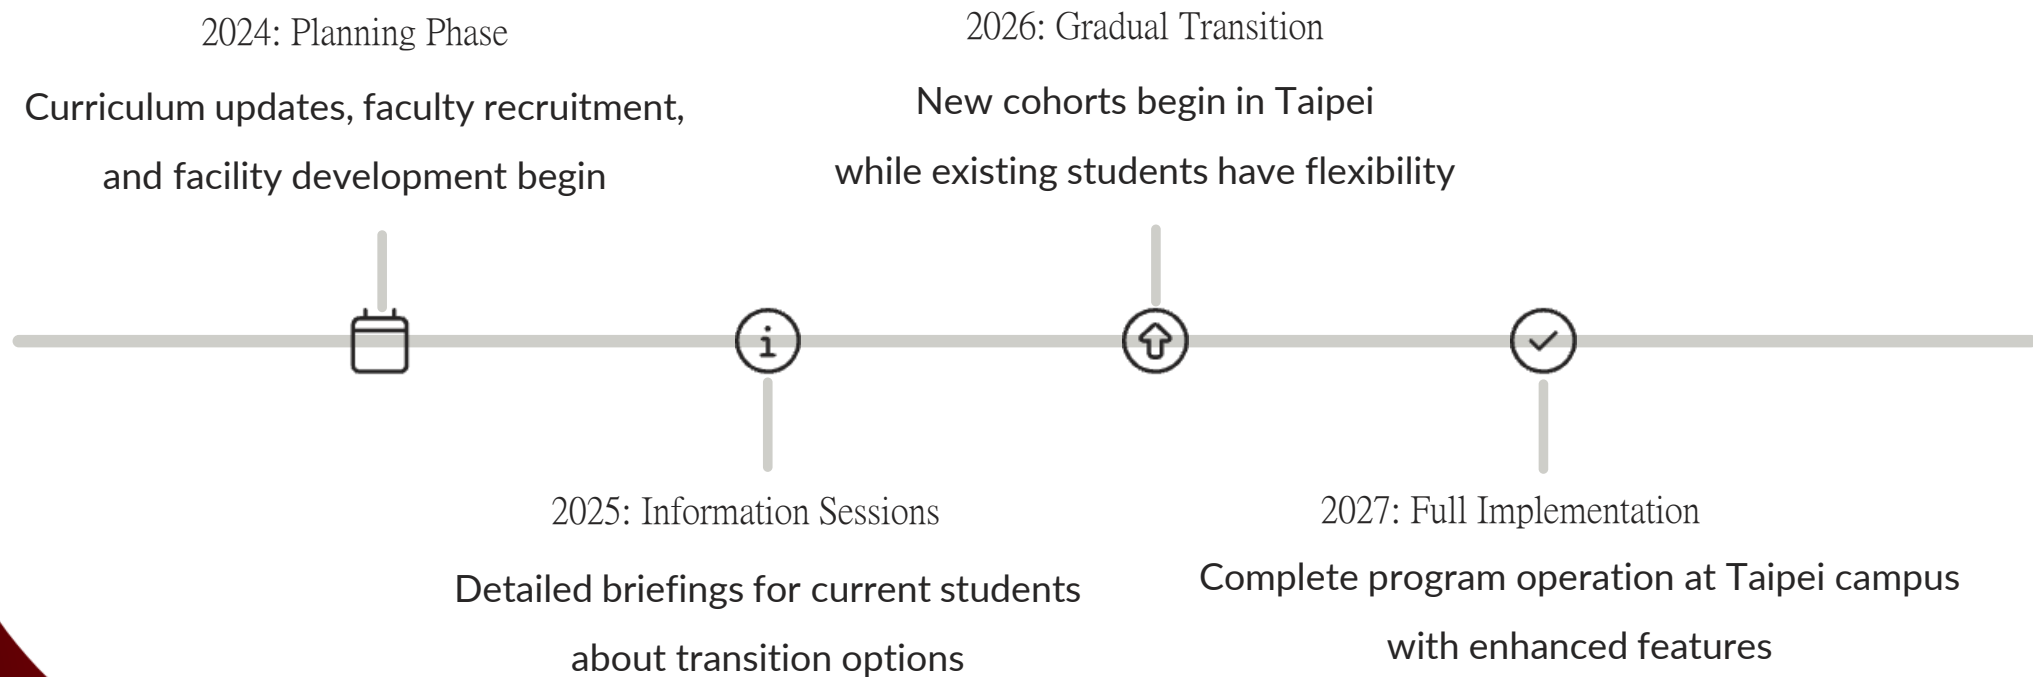 2024: Planning Phase
Curriculum updates, faculty recruitment,
and facility development begin
2026: Gradual Transition
New cohorts begin in Taipei
while existing students have flexibility
2025: Information Sessions
Detailed briefings for current students
about transition options
2027: Full Implementation
Complete program operation at Taipei campus
with enhanced features